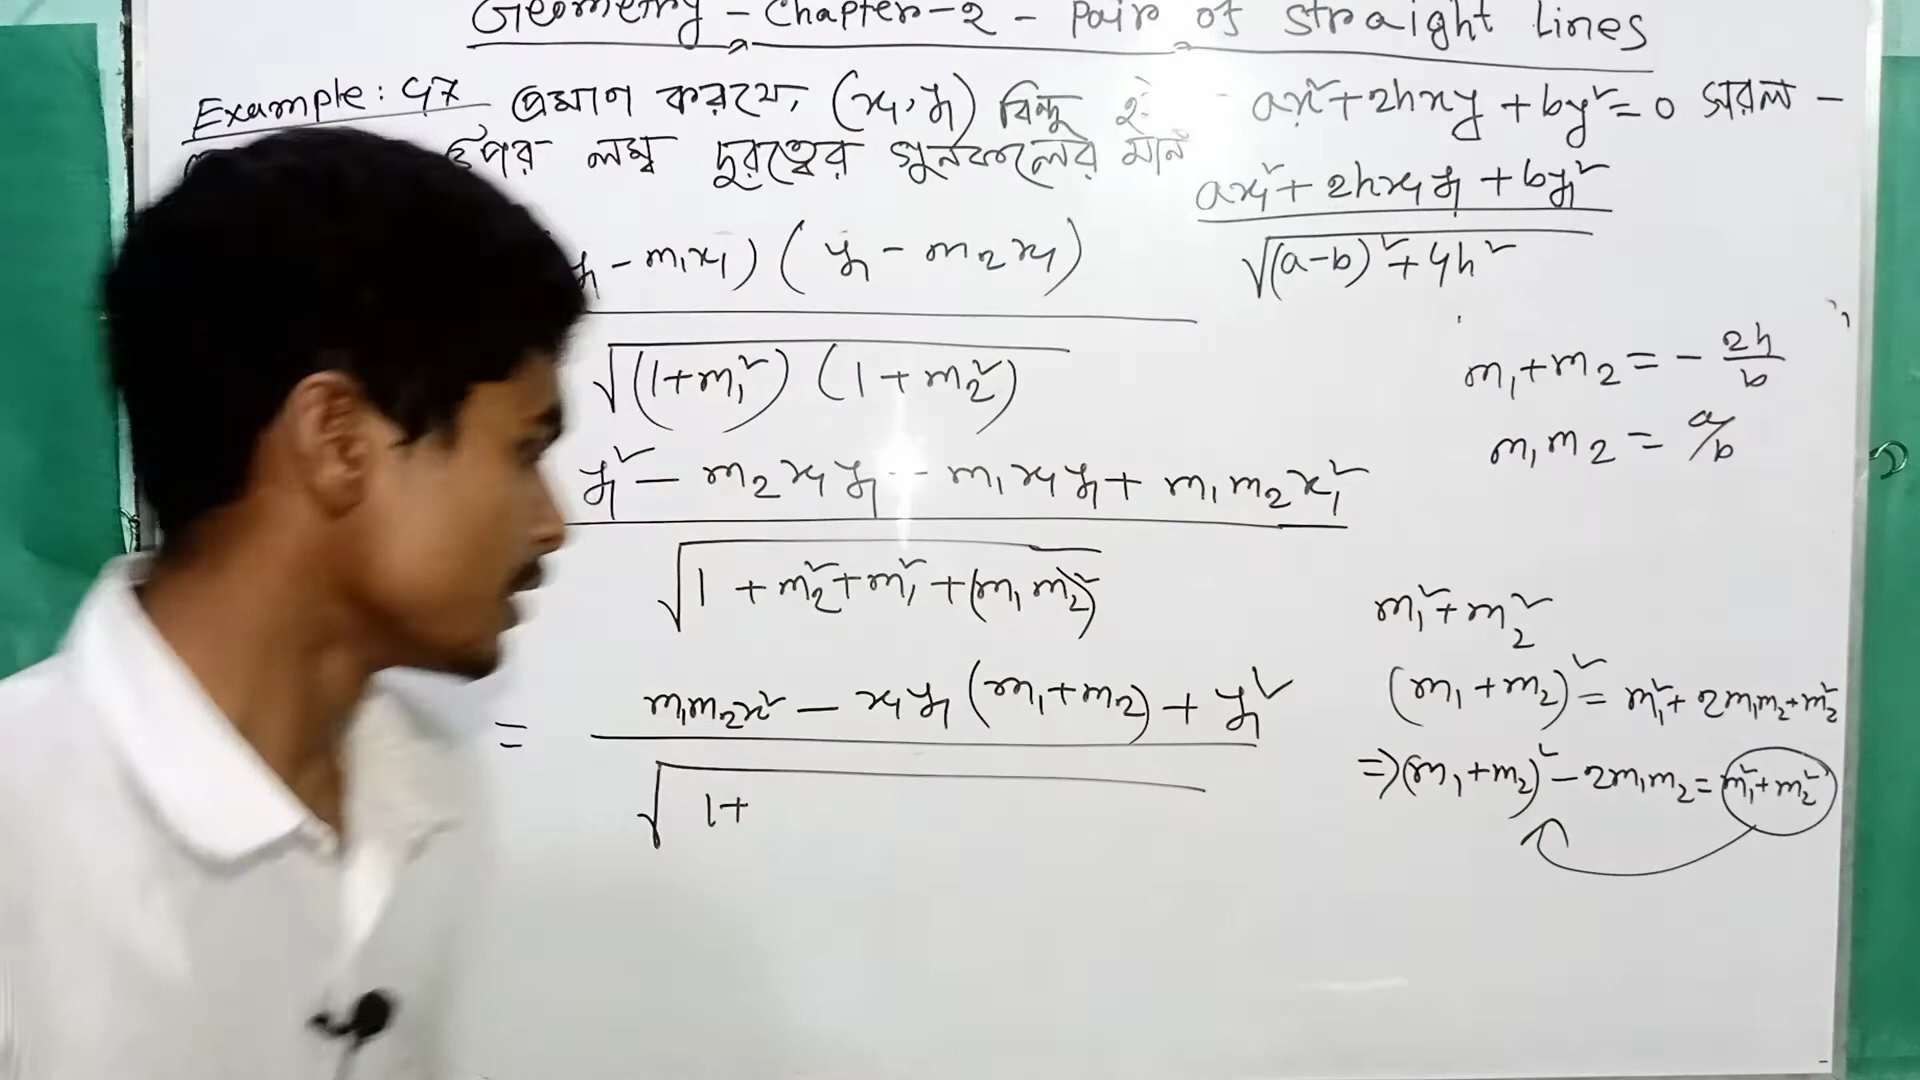 Geometry - Chapter-2 - Pair of Straight Lines
Example: 47 প্রমাণ কর যে, (x₁, y₁) বিন্দু হ ax²+2hxy+by²=0 সরল -
উপর লম্ব দূরত্বের গুনফলের মান
ax₁²+2hx₁y₁+by₁²
√(a-b)²+4h²
y₁-m₁x₁)(y₁-m₂x₁)
√(1+m₁²)(1+m₂²)
m₁+m₂=-2h/b
m₁m₂=a/b
y₁²-m₂x₁y₁-m₁x₁y₁+m₁m₂x₁²
√1+m₂²+m₁²+(m₁m₂)²
m₁²+m₂²
(m₁+m₂)²=m₁²+2m₁m₂+m₂²
⇒(m₁+m₂)²-2m₁m₂=m₁²+m₂²
= m₁m₂x²-x₁y₁(m₁+m₂)+y₁²
√1+